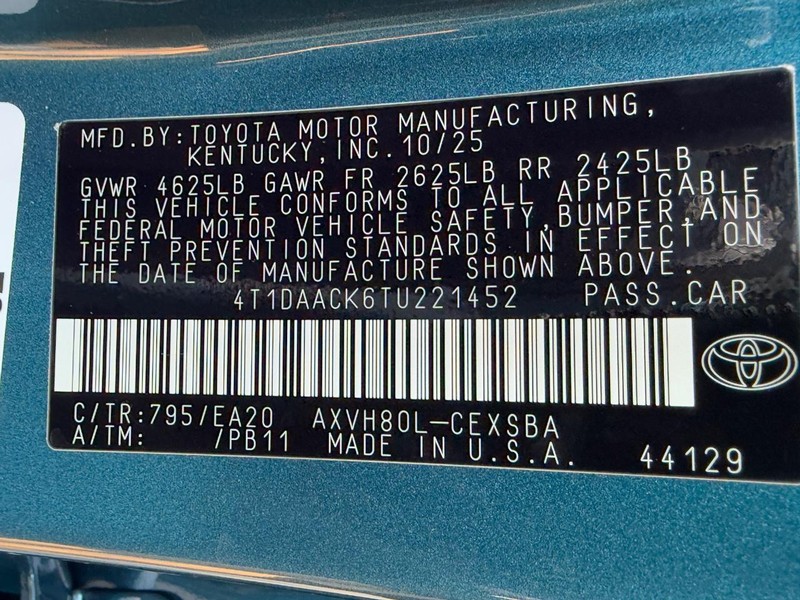 MFD.BY:TOYOTA MOTOR MANUFACTURING,
KENTUCKY,INC.10/25
GVWR 4625LB GAWR FR 2625LB RR 2425LB
THIS VEHICLE CONFORMS TO ALL APPLICABLE
FEDERAL MOTOR VEHICLE SAFETY,BUMPER,AND
THEFT PREVENTION STANDARDS IN EFFECT ON
THE DATE OF MANUFACTURE SHOWN ABOVE.
4T1DAACK6TU221452 PASS.CAR
C/TR:795/EA20 AXVH80L-CEXSBA
A/TM: /PB11 MADE IN U.S.A. 44129